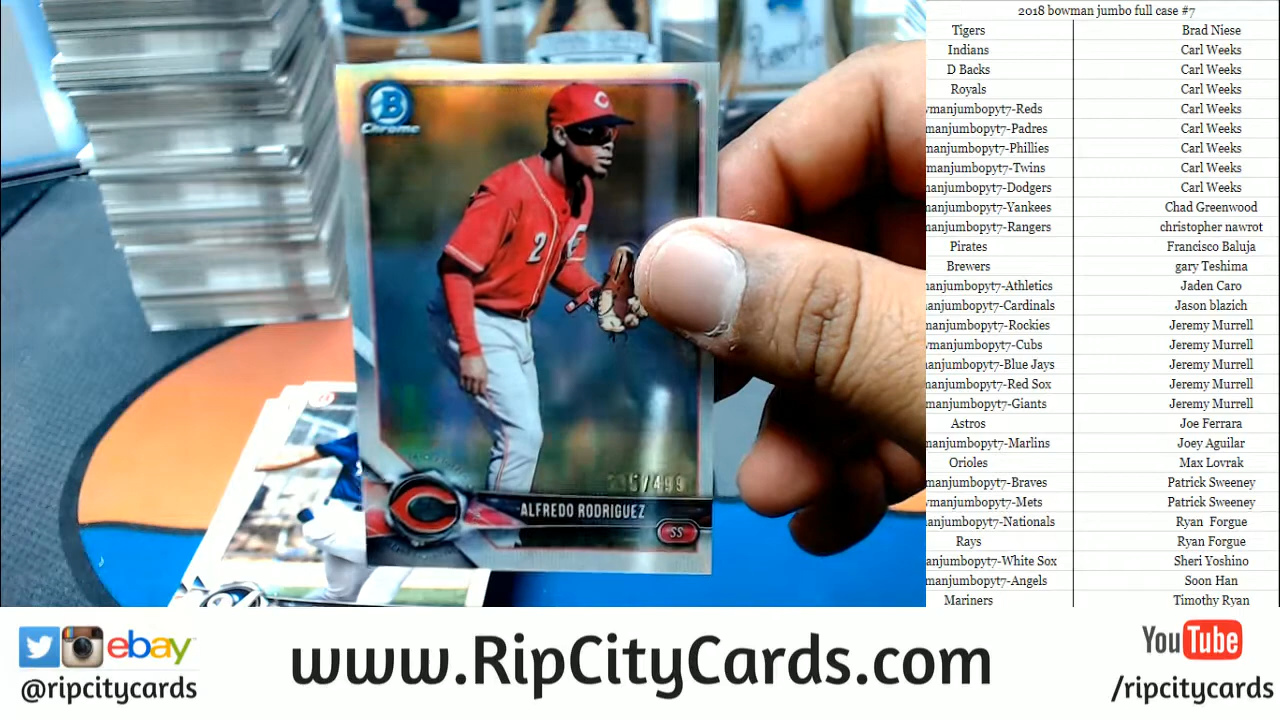 B
Chrome
C
2
/499
ALFREDO RODRIGUEZ
C
SS
2018 bowman jumbo full case #7
Tigers Brad Niese
Indians Carl Weeks
D Backs Carl Weeks
Royals Carl Weeks
wmanjumbopyt7-Reds Carl Weeks
manjumbopyt7-Padres Carl Weeks
manjumbopyt7-Phillies Carl Weeks
manjumbopyt7-Twins Carl Weeks
manjumbopyt7-Dodgers Carl Weeks
manjumbopyt7-Yankees Chad Greenwood
manjumbopyt7-Rangers christopher nawrot
Pirates Francisco Baluja
Brewers gary Teshima
manjumbopyt7-Athletics Jaden Caro
manjumbopyt7-Cardinals Jason blazich
manjumbopyt7-Rockies Jeremy Murrell
wmanjumbopyt7-Cubs Jeremy Murrell
manjumbopyt7-Blue Jays Jeremy Murrell
manjumbopyt7-Red Sox Jeremy Murrell
manjumbopyt7-Giants Jeremy Murrell
Astros Joe Ferrara
manjumbopyt7-Marlins Joey Aguilar
Orioles Max Lovrak
manjumbopyt7-Braves Patrick Sweeney
wmanjumbopyt7-Mets Patrick Sweeney
manjumbopyt7-Nationals Ryan Forgue
Rays Ryan Forgue
manjumbopyt7-White Sox Sheri Yoshino
manjumbopyt7-Angels Soon Han
Mariners Timothy Ryan
ebay
@ripcitycards
www.RipCityCards.com
YouTube
/ripcitycards